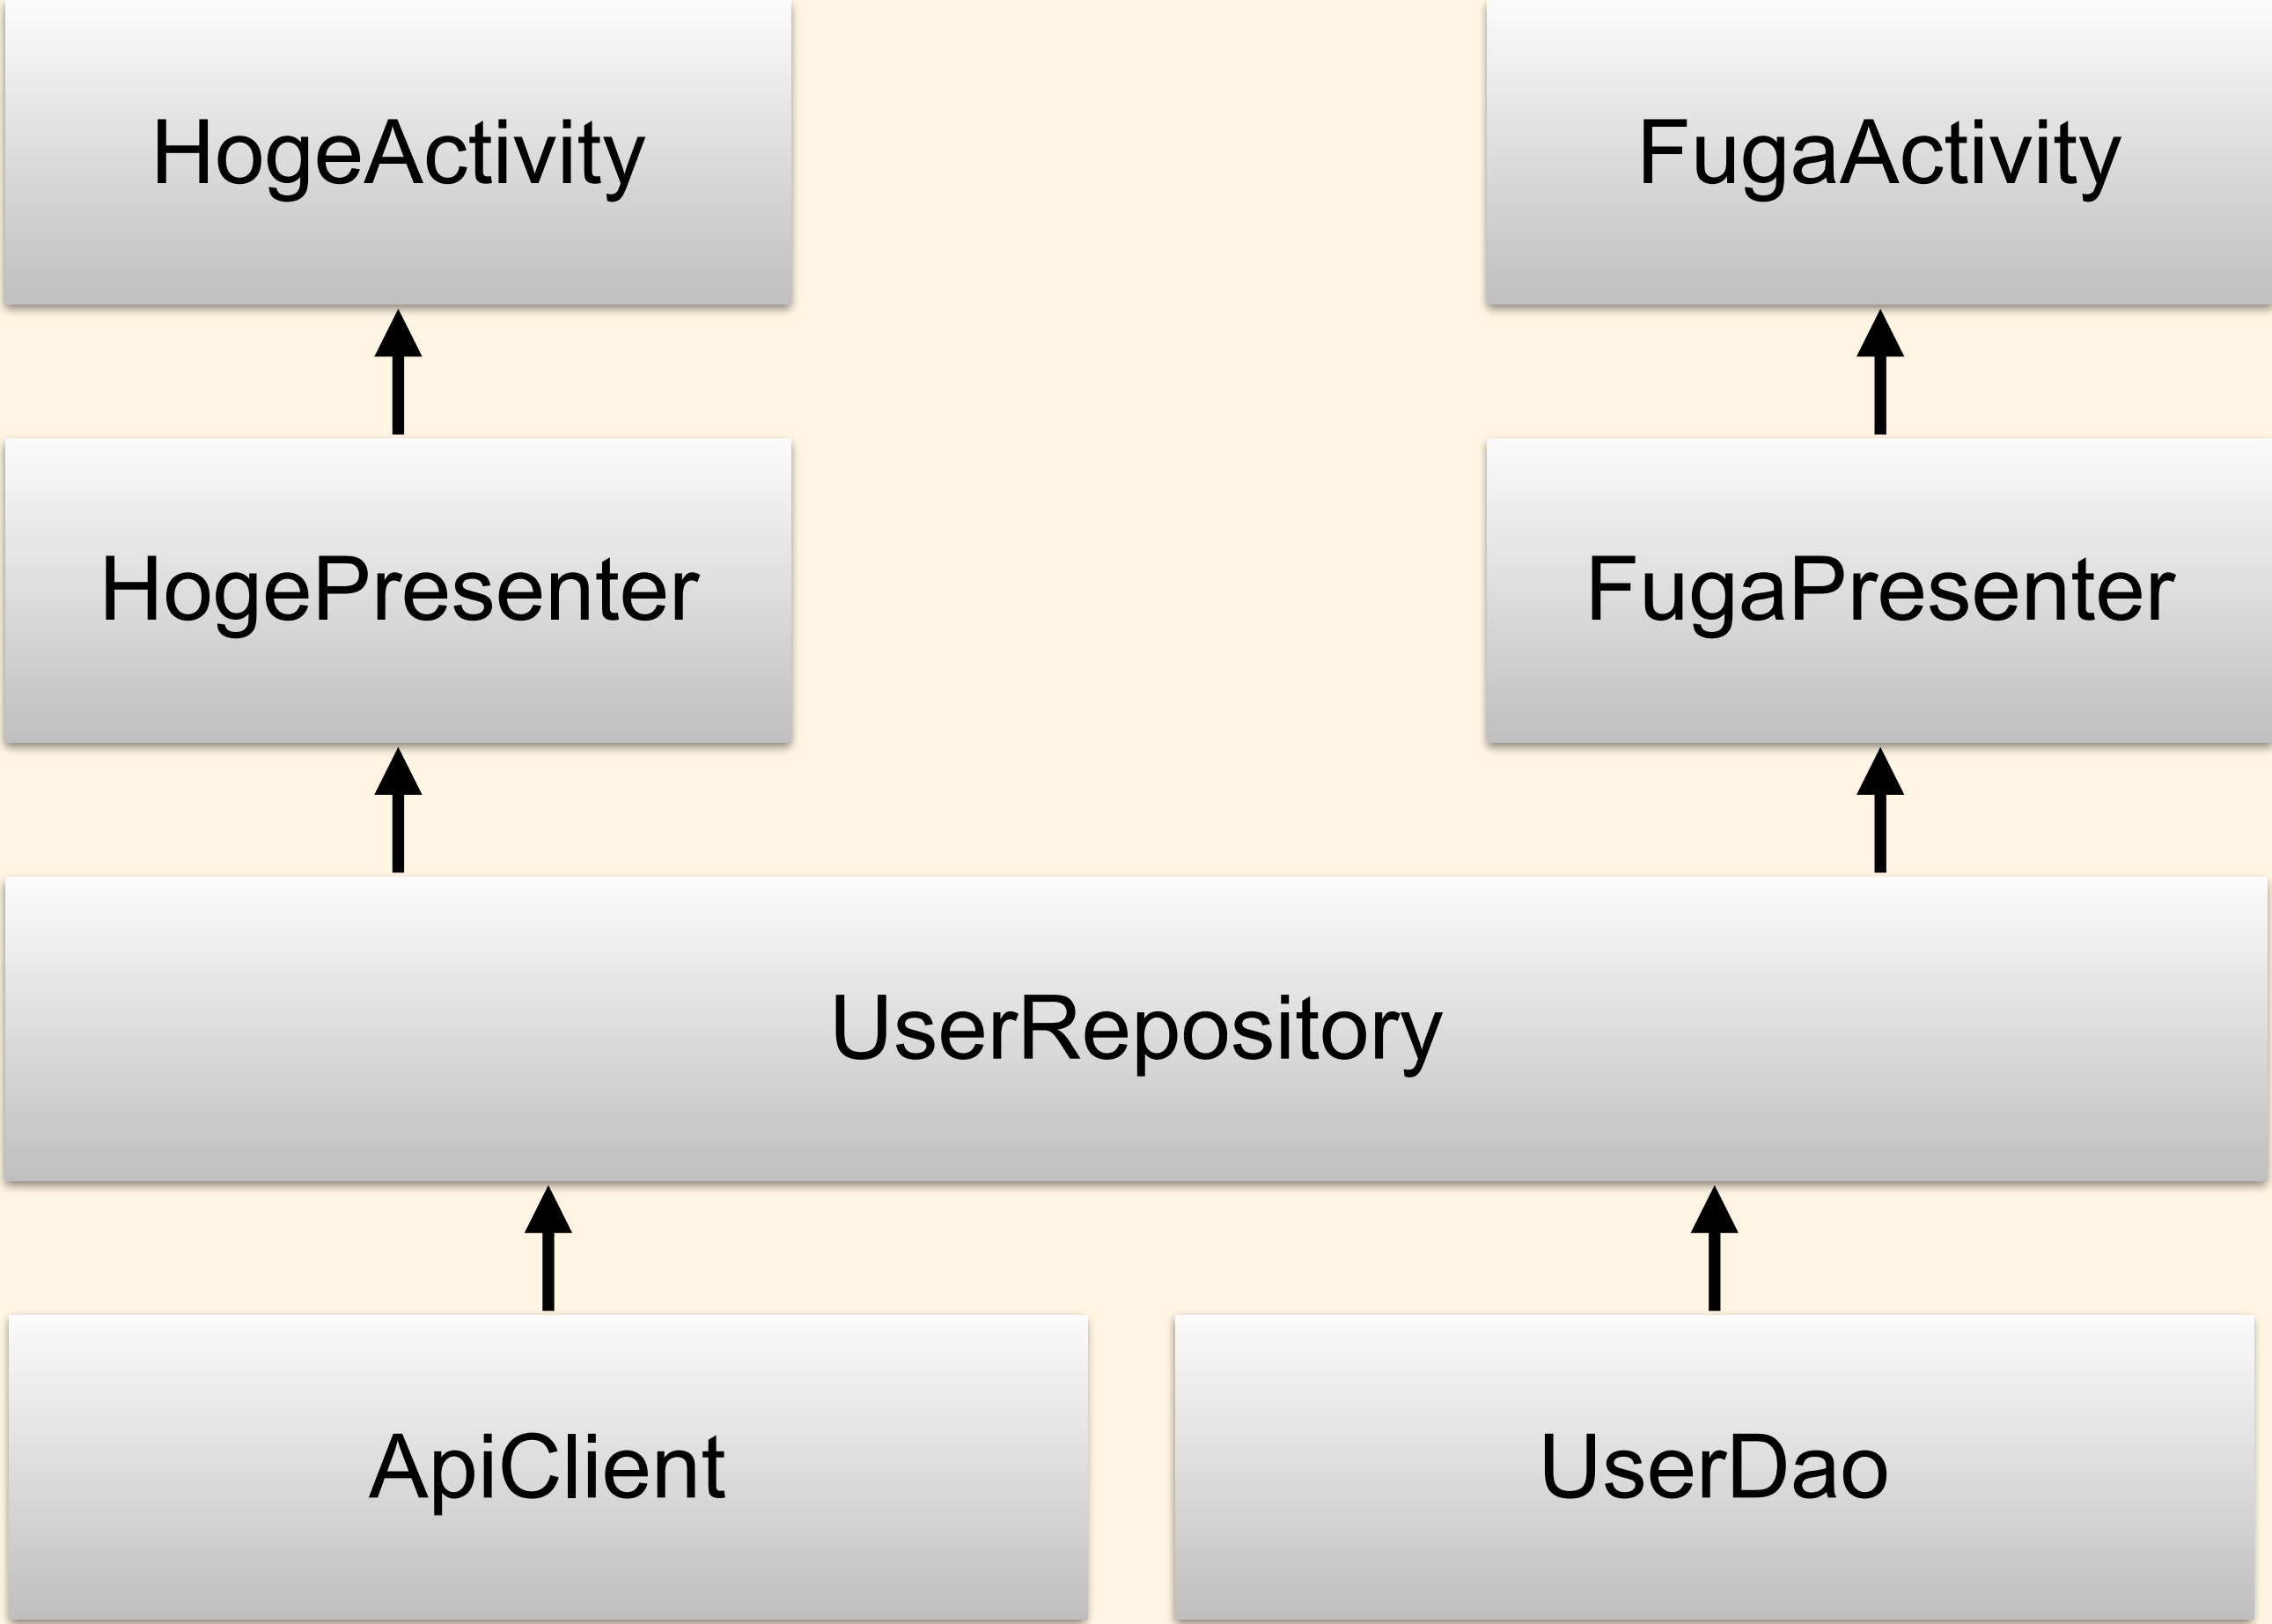 HogeActivity
FugaActivity
HogePresenter
FugaPresenter
UserRepository
ApiClient
UserDao